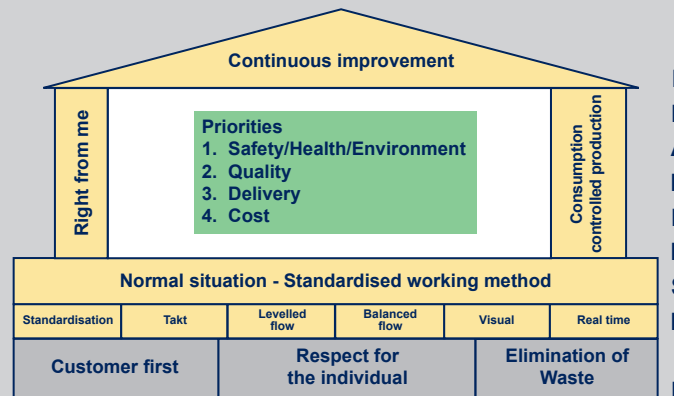 Continuous improvement
Right from me
Priorities
1. Safety/Health/Environment
2. Quality
3. Delivery
4. Cost
Consumption
controlled production
Normal situation - Standardised working method
Standardisation
Takt
Levelled
flow
Balanced
flow
Visual
Real time
Customer first
Respect for
the individual
Elimination of
Waste